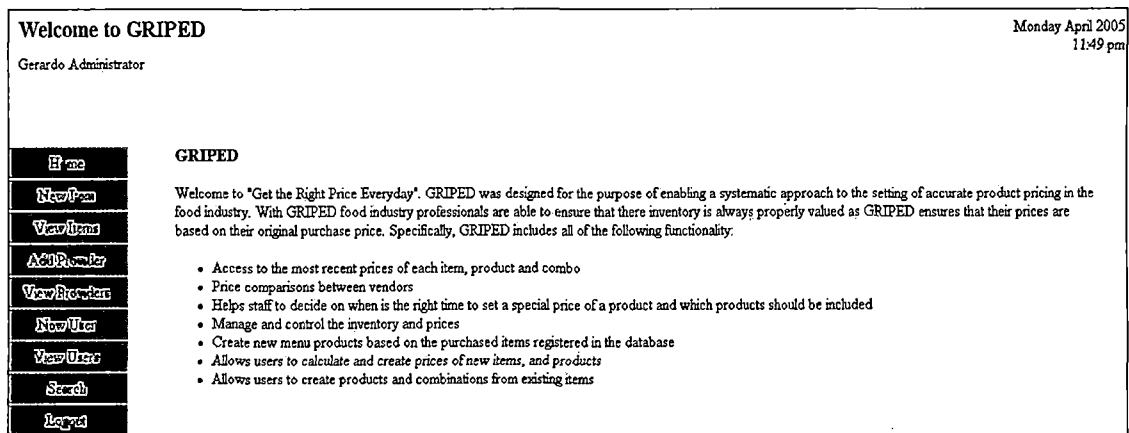 Welcome to GRIPED
Monday April 2005
11:49 pm
Gerardo Administrator
Home
New Item
View Items
Add Provider
View Providers
New User
View Users
Search
Logout
GRIPED
Welcome to "Get the Right Price Everyday". GRIPED was designed for the purpose of enabling a systematic approach to the setting of accurate product pricing in the
food industry. With GRIPED food industry professionals are able to ensure that there inventory is always properly valued as GRIPED ensures that their prices are
based on their original purchase price. Specifically, GRIPED includes all of the following functionality:
• Access to the most recent prices of each item, product and combo
• Price comparisons between vendors
• Helps staff to decide on when is the right time to set a special price of a product and which products should be included
• Manage and control the inventory and prices
• Create new menu products based on the purchased items registered in the database
• Allows users to calculate and create prices of new items, and products
• Allows users to create products and combinations from existing items